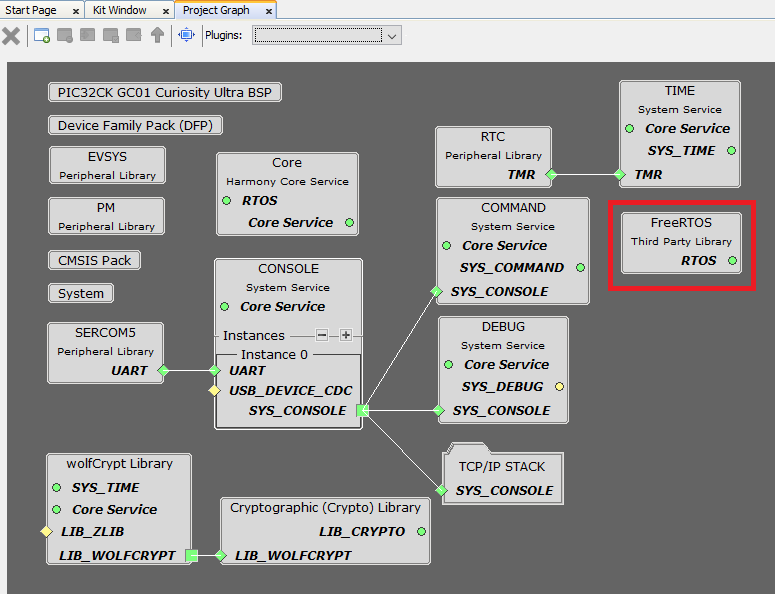 Start Page
Kit Window
Project Graph
Plugins:
PIC32CK GC01 Curiosity Ultra BSP
Device Family Pack (DFP)
EVSYS
Peripheral Library
PM
Peripheral Library
CMSIS Pack
System
Core
Harmony Core Service
RTOS
Core Service
RTC
Peripheral Library
TMR
TIME
System Service
Core Service
SYS_TIME
TMR
COMMAND
System Service
Core Service
SYS_COMMAND
SYS_CONSOLE
FreeRTOS
Third Party Library
RTOS
CONSOLE
System Service
Core Service
Instances
Instance 0
UART
USB_DEVICE_CDC
SYS_CONSOLE
SERCOM5
Peripheral Library
UART
DEBUG
System Service
Core Service
SYS_DEBUG
SYS_CONSOLE
TCP/IP STACK
SYS_CONSOLE
wolfCrypt Library
SYS_TIME
Core Service
LIB_ZLIB
LIB_WOLFCRYPT
Cryptographic (Crypto) Library
LIB_CRYPTO
LIB_WOLFCRYPT